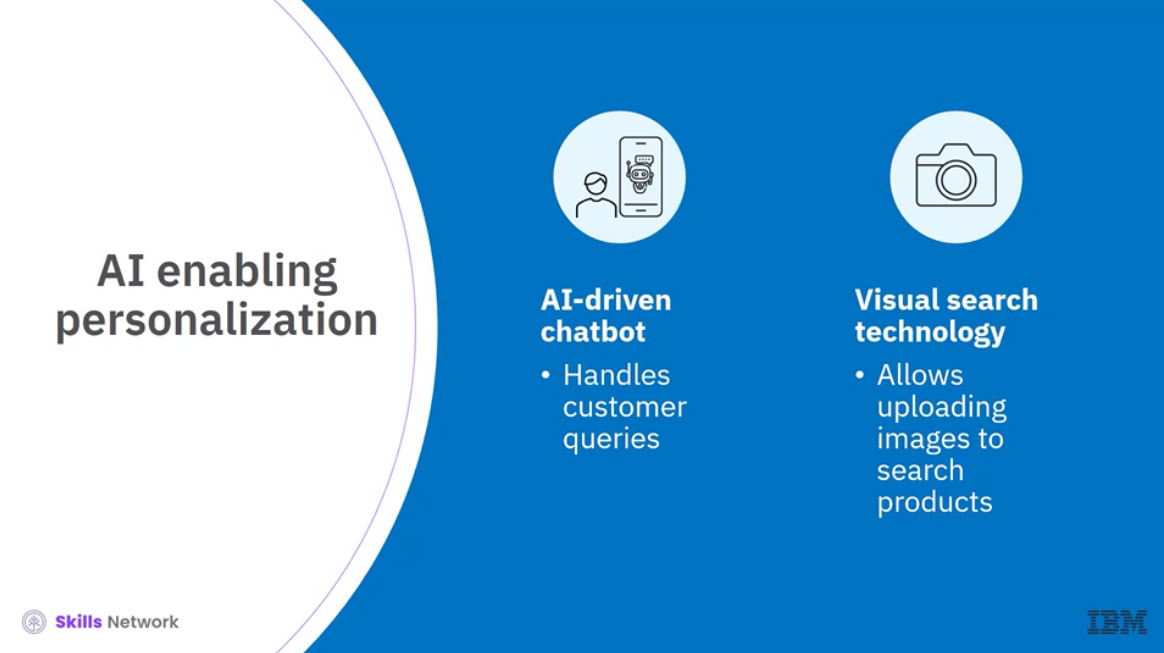 AI enabling
personalization
AI-driven
chatbot
• Handles
customer
queries
Visual search
technology
• Allows
uploading
images to
search
products
Skills Network
IBM